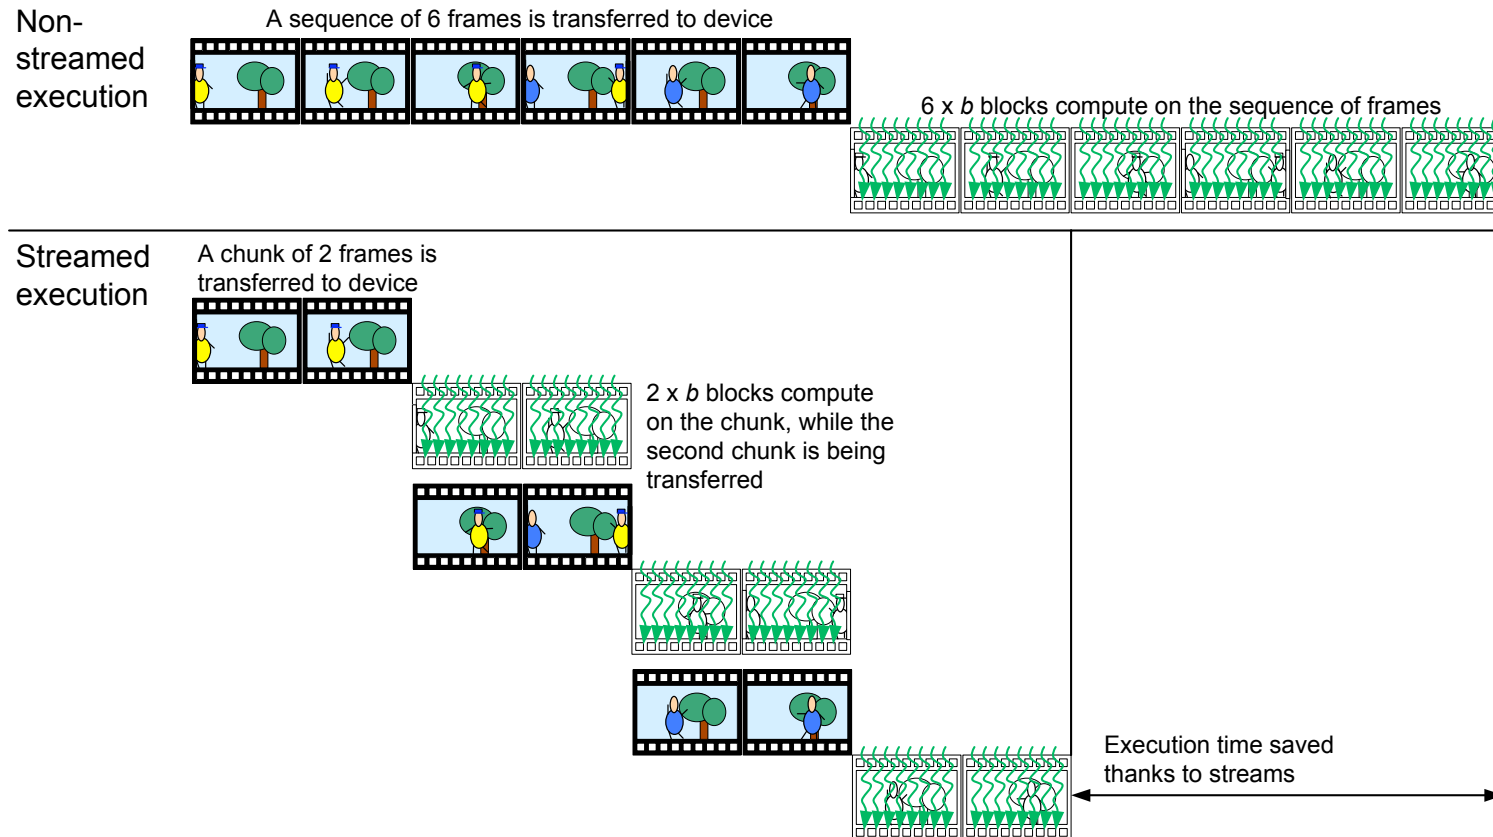 Non-
streamed
execution
A sequence of 6 frames is transferred to device
6 x b blocks compute on the sequence of frames
Streamed
execution
A chunk of 2 frames is
transferred to device
2 x b blocks compute
on the chunk, while the
second chunk is being
transferred
Execution time saved
thanks to streams